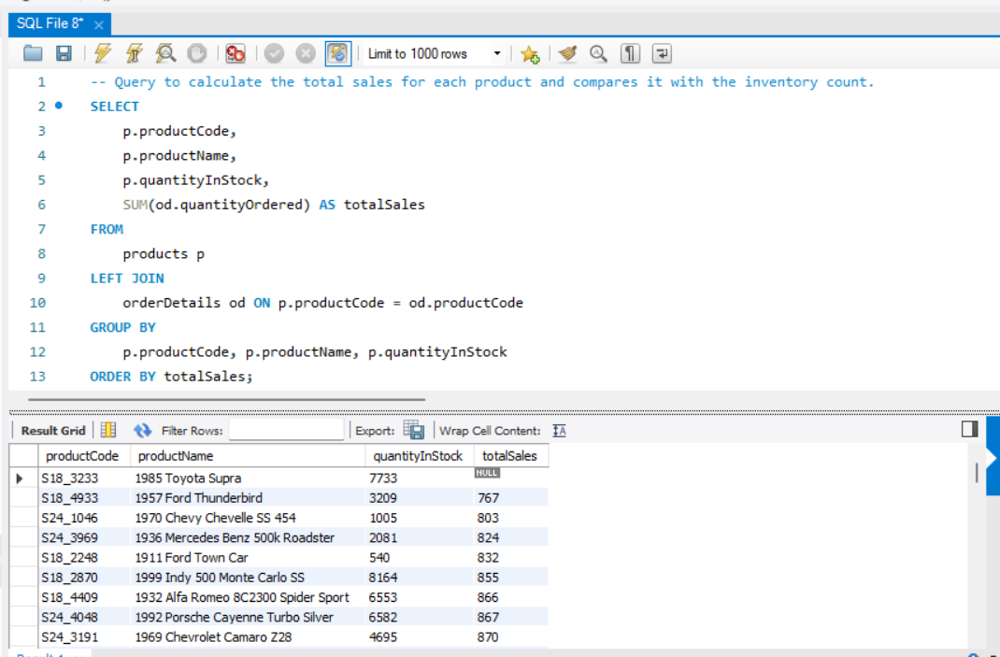 SQL File 8*
Limit to 1000 rows
1 -- Query to calculate the total sales for each product and compares it with the inventory count.
2 SELECT
3 p.productCode,
4 p.productName,
5 p.quantityInStock,
6 SUM(od.quantityOrdered) AS totalSales
7 FROM
8 products p
9 LEFT JOIN
10 orderDetails od ON p.productCode = od.productCode
11 GROUP BY
12 p.productCode, p.productName, p.quantityInStock
13 ORDER BY totalSales;
Result Grid Filter Rows: Export: Wrap Cell Content:
productCode productName quantityInStock totalSales
S18_3233 1985 Toyota Supra 7733 NULL
S18_4933 1957 Ford Thunderbird 3209 767
S24_1046 1970 Chevy Chevelle SS 454 1005 803
S24_3969 1936 Mercedes Benz 500k Roadster 2081 824
S18_2248 1911 Ford Town Car 540 832
S18_2870 1999 Indy 500 Monte Carlo SS 8164 855
S18_4409 1932 Alfa Romeo 8C2300 Spider Sport 6553 866
S24_4048 1992 Porsche Cayenne Turbo Silver 6582 867
S24_3191 1969 Chevrolet Camaro Z28 4695 870